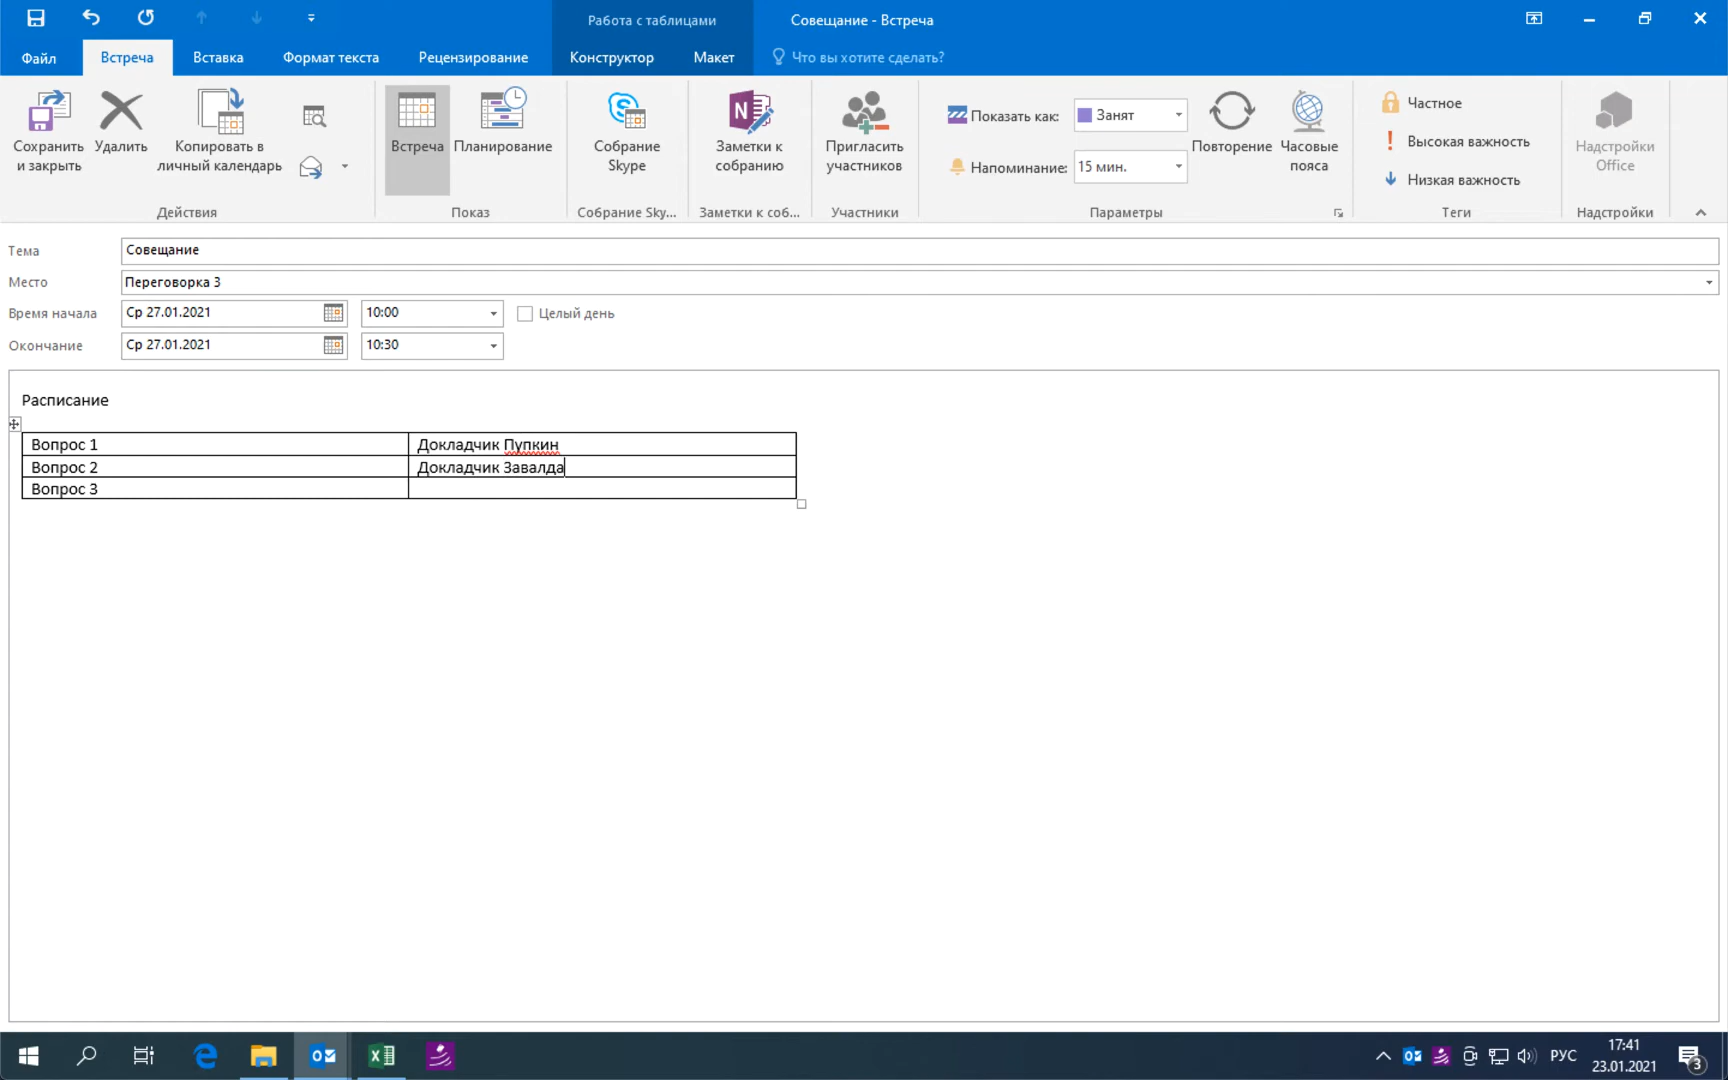 Работа с таблицами
Совещание - Встреча
Файл
Встреча
Вставка
Формат текста
Рецензирование
Конструктор
Макет
Что вы хотите сделать?
Сохранить
и закрыть
Удалить
Копировать в
личный календарь
Действия
Встреча
Планирование
Показ
Собрание
Skype
Собрание Sky...
Заметки к
собранию
Заметки к соб...
Пригласить
участников
Участники
Показать как:
Занят
Напоминание:
15 мин.
Повторение
Часовые
пояса
Параметры
Частное
Высокая важность
Низкая важность
Теги
Надстройки
Office
Надстройки
Тема
Совещание
Место
Переговорка 3
Время начала
Ср 27.01.2021
10:00
Целый день
Окончание
Ср 27.01.2021
10:30
Расписание
Вопрос 1
Докладчик Пупкин
Вопрос 2
Докладчик Завалда
Вопрос 3
РУС
17:41
23.01.2021
3